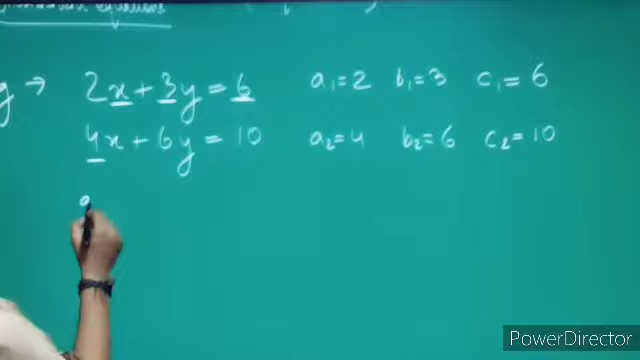 equations
g → 2x + 3y = 6 a₁=2 b₁=3 c₁=6
4x + 6y = 10 a₂=4 b₂=6 c₂=10
PowerDirector